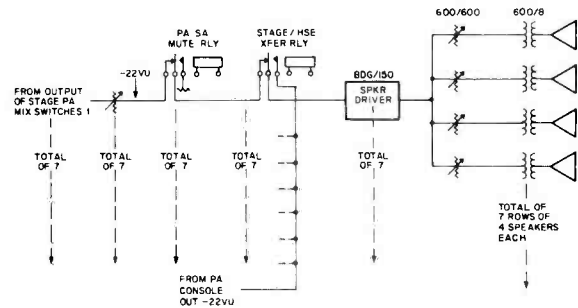 600/600
600/8
PA SA
MUTE RLY
STAGE/HSE
XFER RLY
-22VU
BDG/150
SPKR
DRIVER
FROM OUTPUT
OF STAGE PA
MIX SWITCHES 1
TOTAL
OF 7
TOTAL
OF 7
TOTAL
OF 7
TOTAL
OF 7
TOTAL
OF 7
TOTAL OF
7 ROWS OF
4 SPEAKERS
EACH
FROM PA
CONSOLE
OUT -22VU